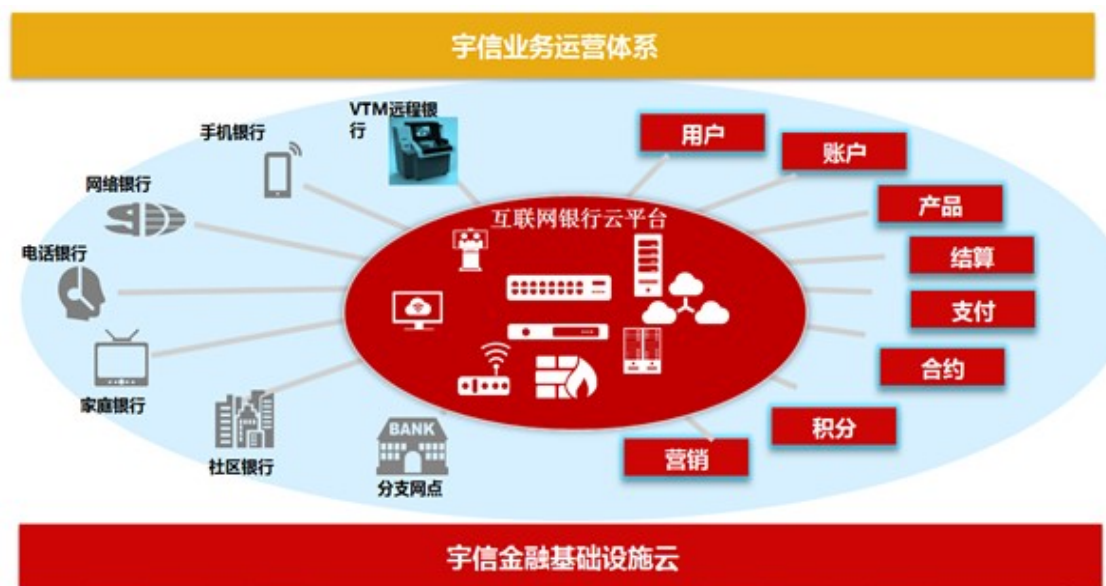 宇信业务运营体系
VTM远程银
行
手机银行
网络银行
电话银行
家庭银行
社区银行
BANK
分支网点
互联网银行云平台
用户
账户
产品
结算
支付
合约
积分
营销
宇信金融基础设施云